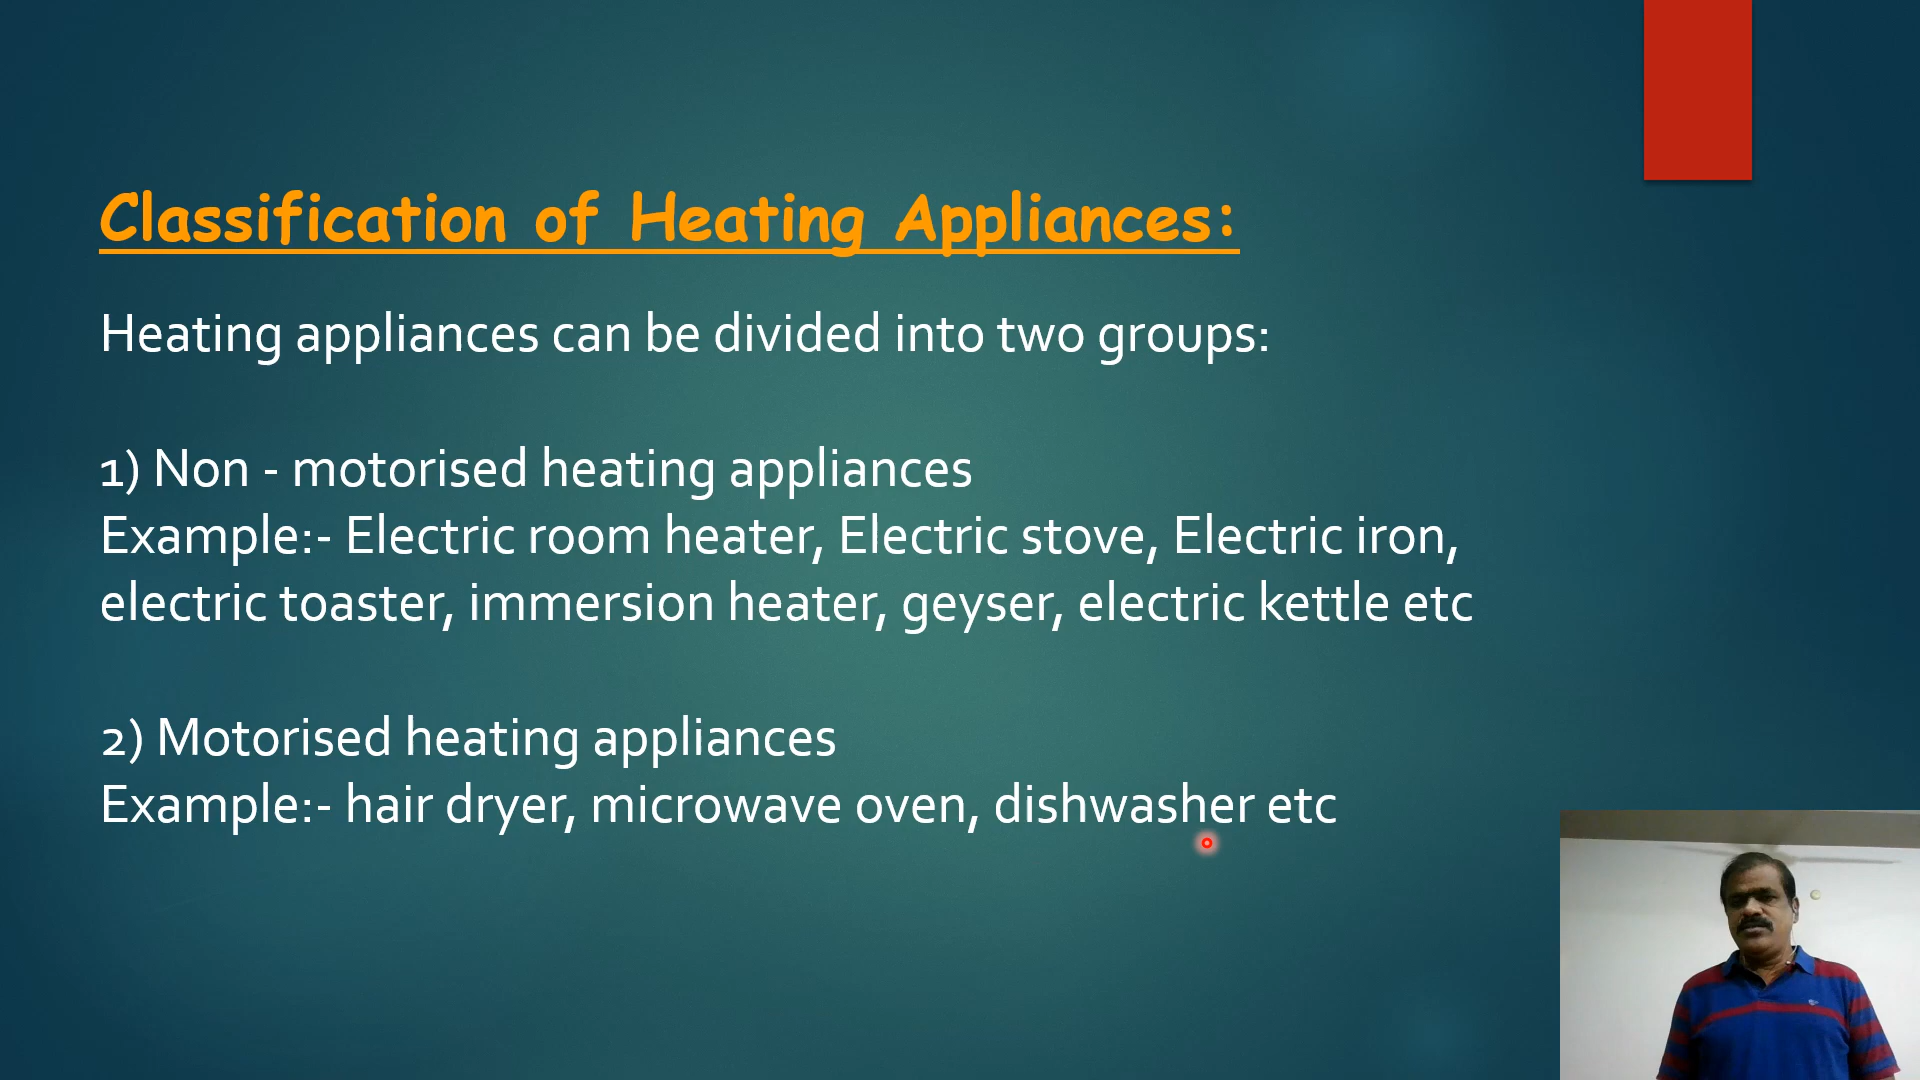 Classification of Heating Appliances:
Heating appliances can be divided into two groups:
1) Non - motorised heating appliances
Example:- Electric room heater, Electric stove, Electric iron,
electric toaster, immersion heater, geyser, electric kettle etc
2) Motorised heating appliances
Example:- hair dryer, microwave oven, dishwasher etc